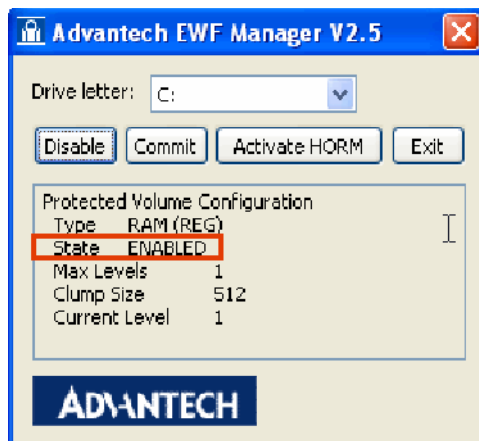 Advantech EWF Manager V2.5
Drive letter: C:
Disable Commit Activate HORM Exit
Protected Volume Configuration
Type RAM (REG)
State ENABLED
Max Levels 1
Clump Size 512
Current Level 1
ADVANTECH